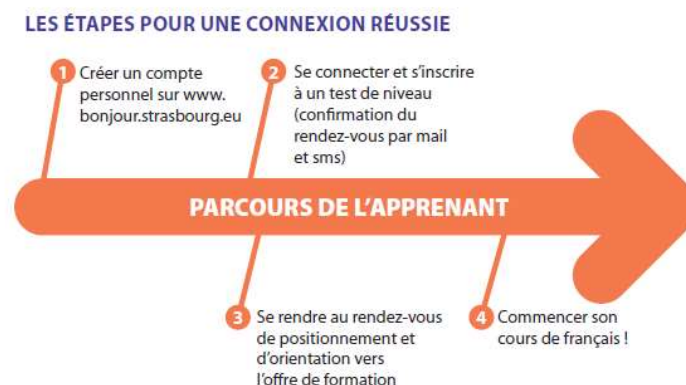 LES ÉTAPES POUR UNE CONNEXION RÉUSSIE
1 Créer un compte
personnel sur www.
bonjour.strasbourg.eu
2 Se connecter et s'inscrire
à un test de niveau
(confirmation du
rendez-vous par mail
et sms)
PARCOURS DE L'APPRENANT
3 Se rendre au rendez-vous
de positionnement et
d'orientation vers
l'offre de formation
4 Commencer son
cours de français !